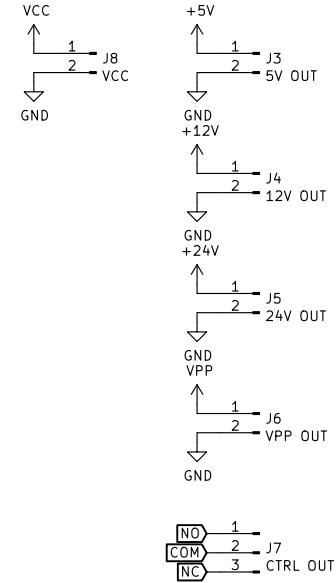 VCC
1
J8
2
VCC
GND
+5V
1
J3
2
5V OUT
GND
+12V
1
J4
2
12V OUT
GND
+24V
1
J5
2
24V OUT
GND
VPP
1
J6
2
VPP OUT
GND
NO 1
COM 2 J7
NC 3 CTRL OUT